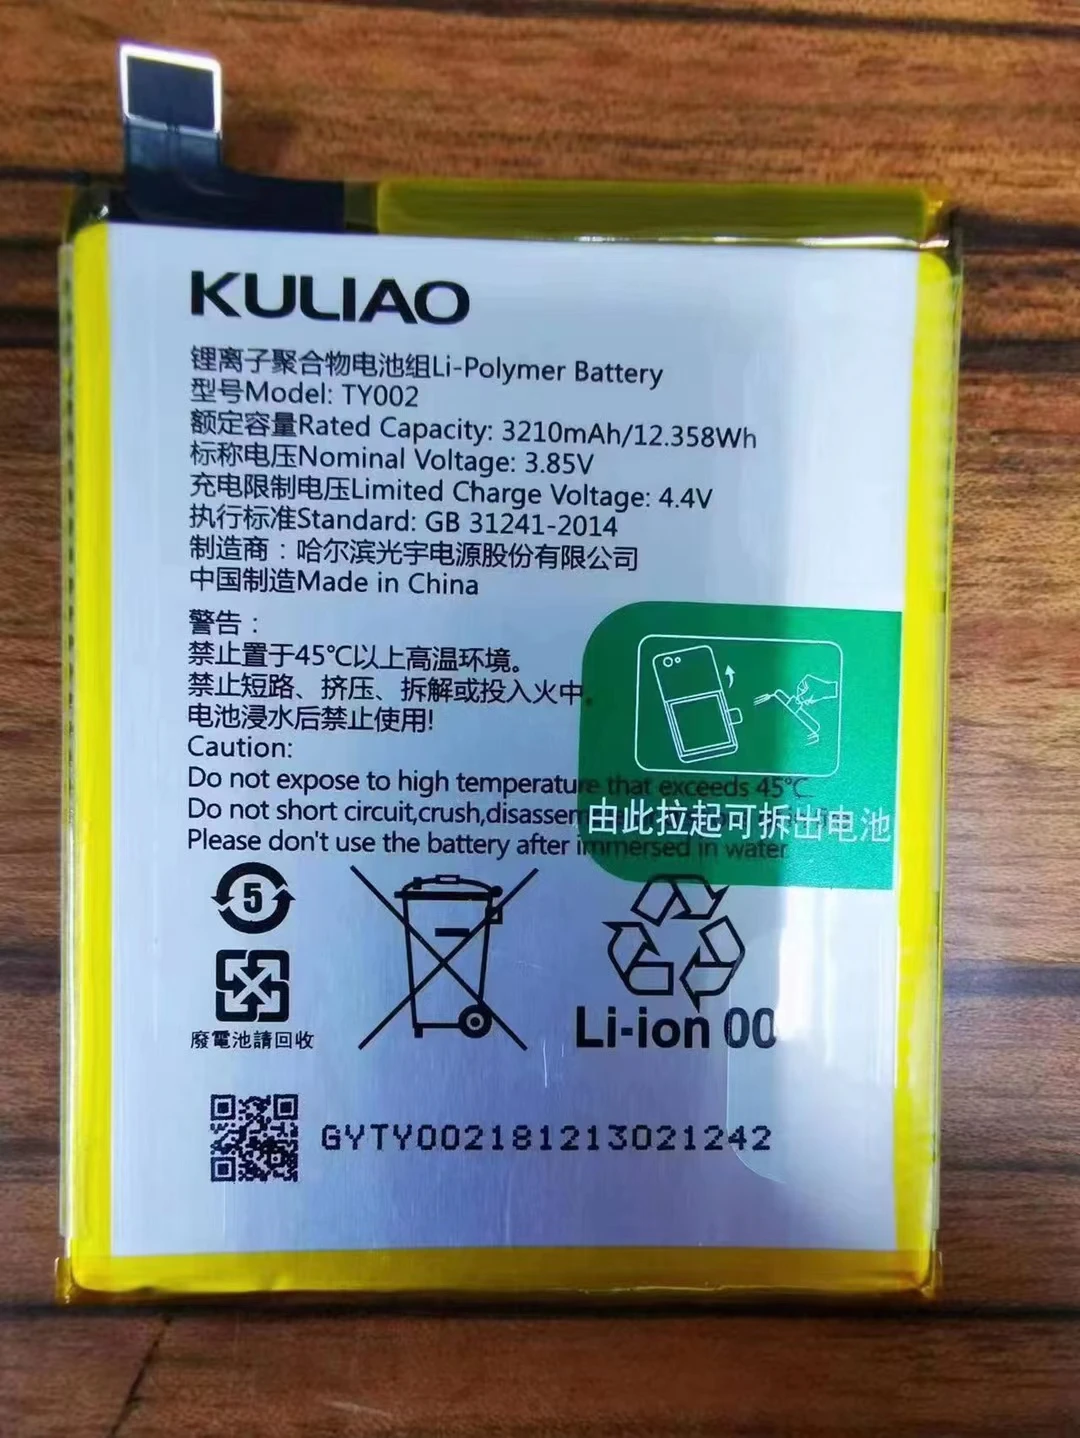 KULIAO
锂离子聚合物电池组Li-Polymer Battery
型号Model: TY002
额定容量Rated Capacity: 3210mAh/12.358Wh
标称电压Nominal Voltage: 3.85V
充电限制电压Limited Charge Voltage: 4.4V
执行标准Standard: GB 31241-2014
制造商：哈尔滨光宇电源股份有限公司
中国制造Made in China
警告：
禁止置于45℃以上高温环境。
禁止短路、挤压、拆解或投入火中。
电池浸水后禁止使用!
Caution:
Do not expose to high temperature that exceeds 45℃
Do not short circuit,crush,disassem
由此拉起可拆出电池
Please don't use the battery after immersed in water
5
廢電池請回收
Li-ion 00
GYTY002181213021242